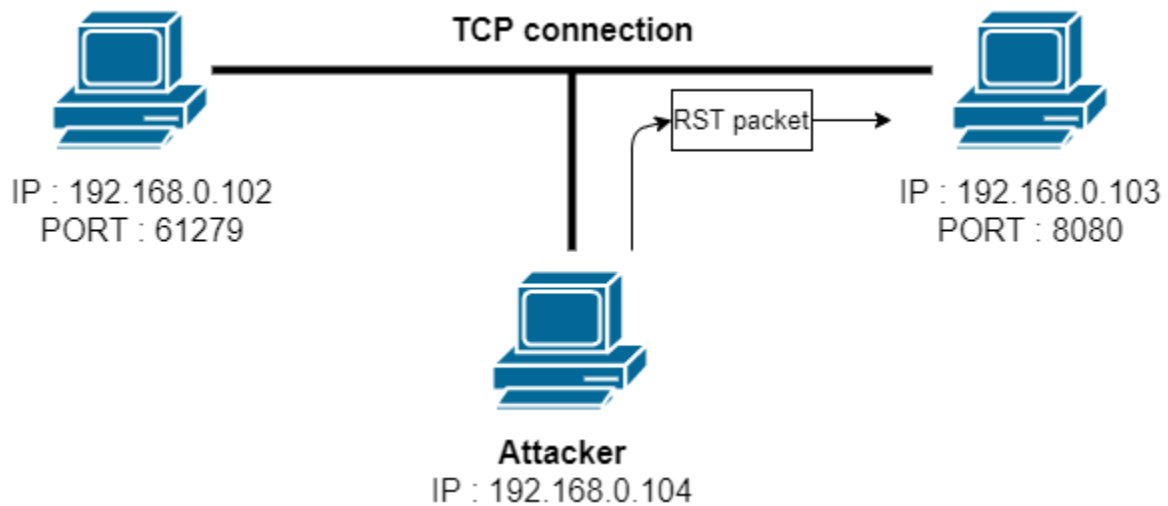 TCP connection
RST packet
IP : 192.168.0.102
PORT : 61279
IP : 192.168.0.103
PORT : 8080
Attacker
IP : 192.168.0.104